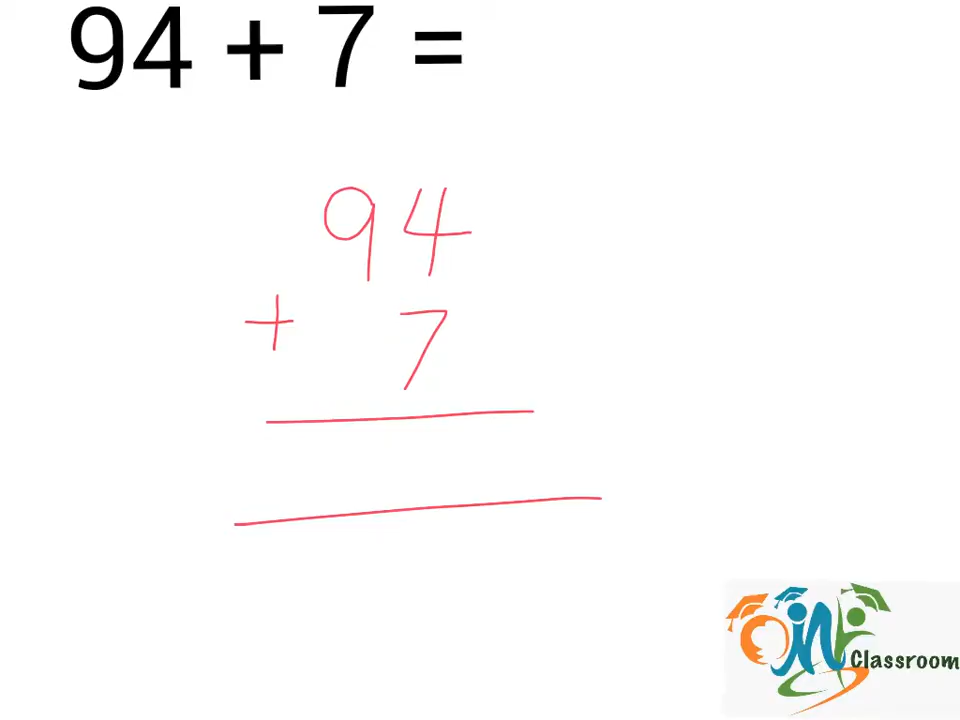 94 + 7 =
94
+ 7
Classroom